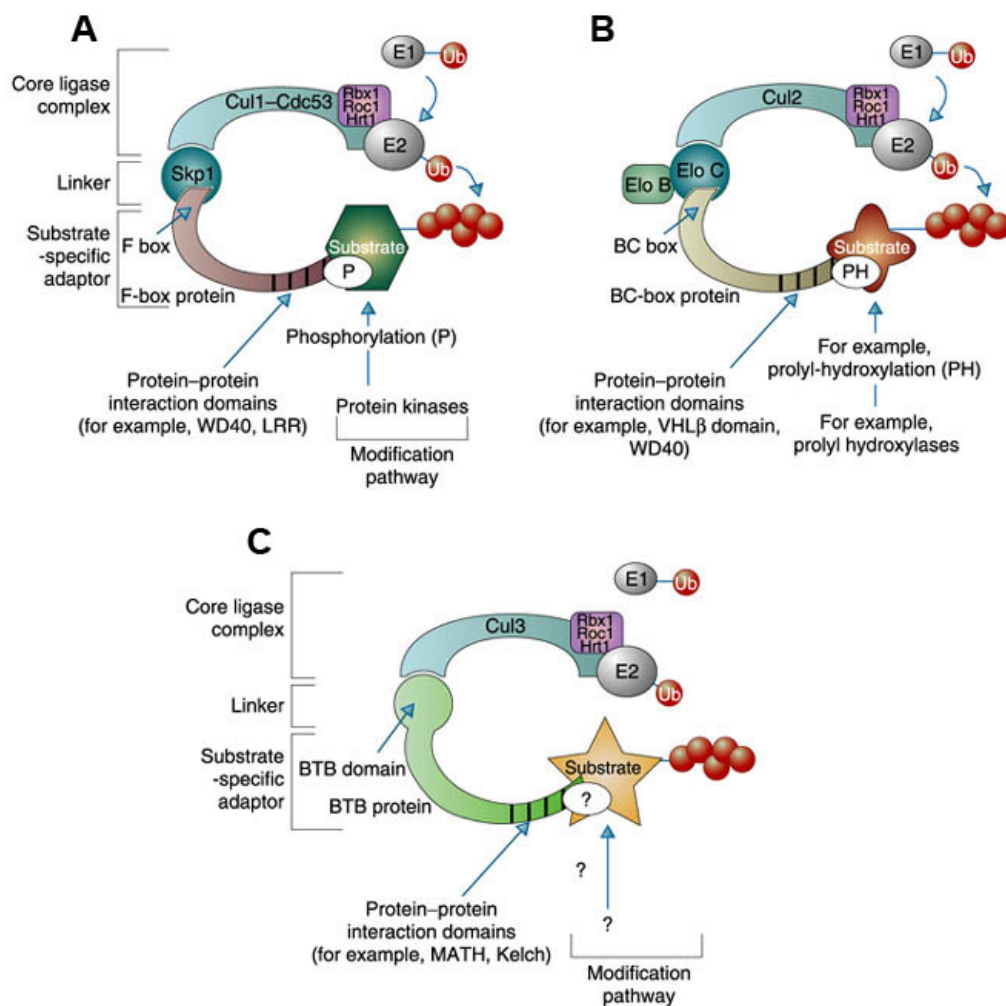 A
E1
Ub
Core ligase
complex
Cul1–Cdc53
Rbx1
Roc1
Hrt1
E2
Ub
Linker
Skp1
Substrate
-specific
adaptor
F box
F-box protein
Substrate
P
Phosphorylation (P)
Protein–protein
interaction domains
(for example, WD40, LRR)
Protein kinases
Modification
pathway
B
E1
Ub
Cul2
Rbx1
Roc1
Hrt1
E2
Ub
Elo B
Elo C
BC box
BC-box protein
Substrate
PH
For example,
prolyl-hydroxylation (PH)
Protein–protein
interaction domains
(for example, VHLβ domain,
WD40)
For example,
prolyl hydroxylases
C
E1
Ub
Core ligase
complex
Cul3
Rbx1
Roc1
Hrt1
E2
Ub
Linker
Substrate
-specific
adaptor
BTB domain
BTB protein
Substrate
?
?
?
Protein–protein
interaction domains
(for example, MATH, Kelch)
Modification
pathway